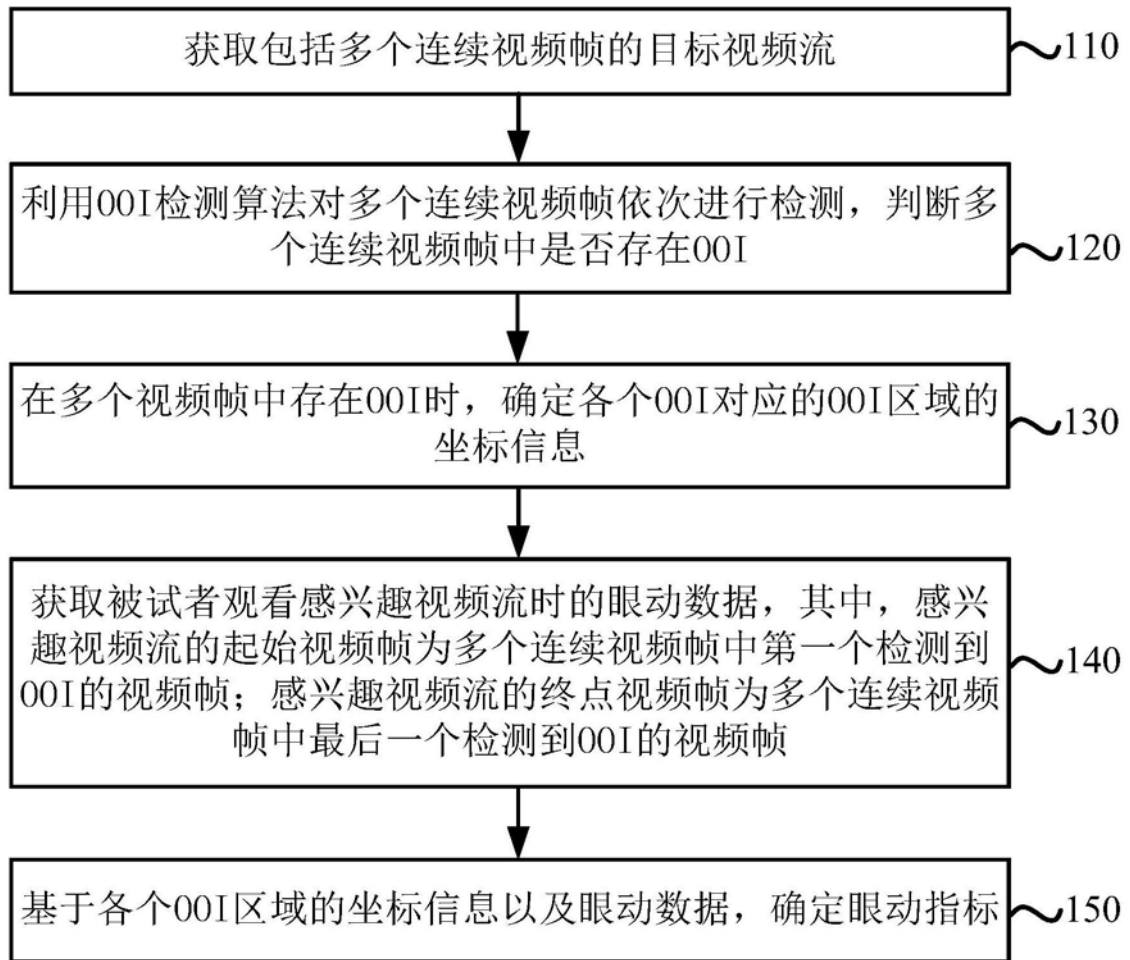 获取包括多个连续视频帧的目标视频流
110
利用OOI检测算法对多个连续视频帧依次进行检测，判断多
个连续视频帧中是否存在OOI
120
在多个视频帧中存在OOI时，确定各个OOI对应的OOI区域的
坐标信息
130
获取被试者观看感兴趣视频流时的眼动数据，其中，感兴
趣视频流的起始视频帧为多个连续视频帧中第一个检测到
OOI的视频帧；感兴趣视频流的终点视频帧为多个连续视频
帧中最后一个检测到OOI的视频帧
140
基于各个OOI区域的坐标信息以及眼动数据，确定眼动指标
150